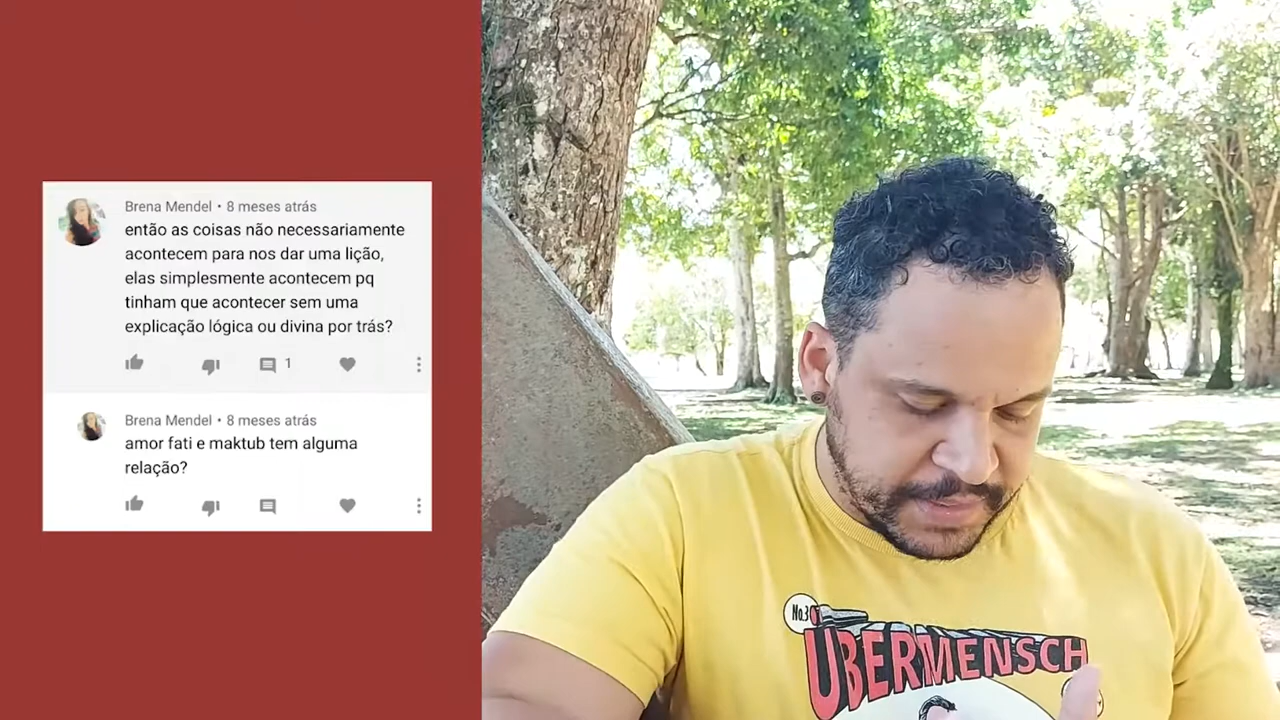 Brena Mendel • 8 meses atrás
então as coisas não necessariamente
acontecem para nos dar uma lição,
elas simplesmente acontecem pq
tinham que acontecer sem uma
explicação lógica ou divina por trás?
1
Brena Mendel • 8 meses atrás
amor fati e maktub tem alguma
relação?
No.3
ÜBERMENSCH